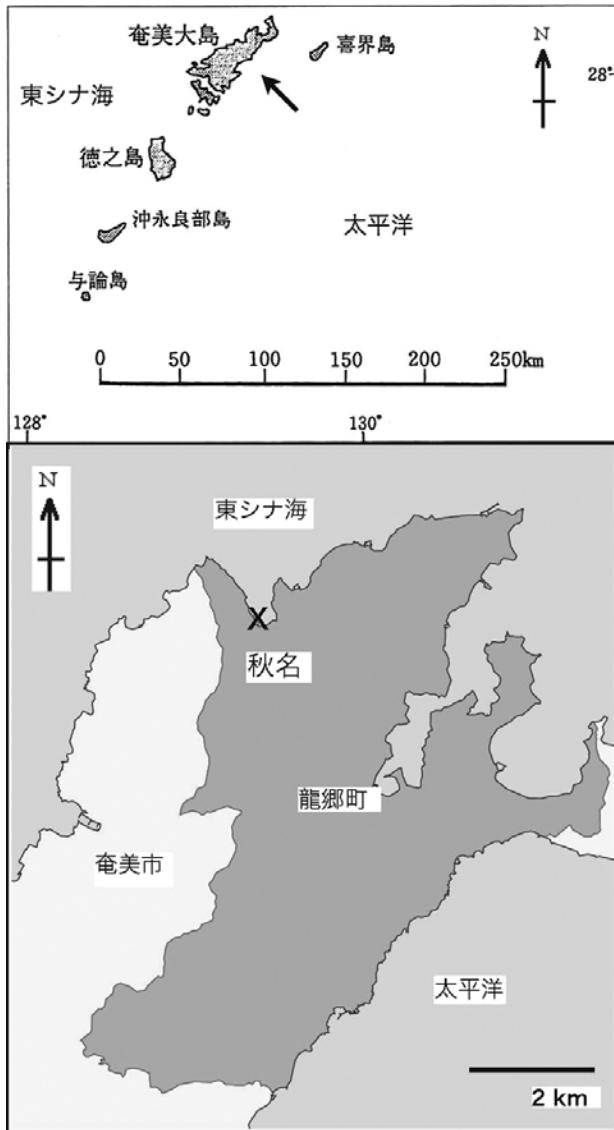 奄美大島
喜界島
N
28°
東シナ海
徳之島
沖永良部島
太平洋
与論島
0 50 100 150 200 250km
128° 130°
N
東シナ海
X
秋名
龍郷町
奄美市
太平洋
2 km